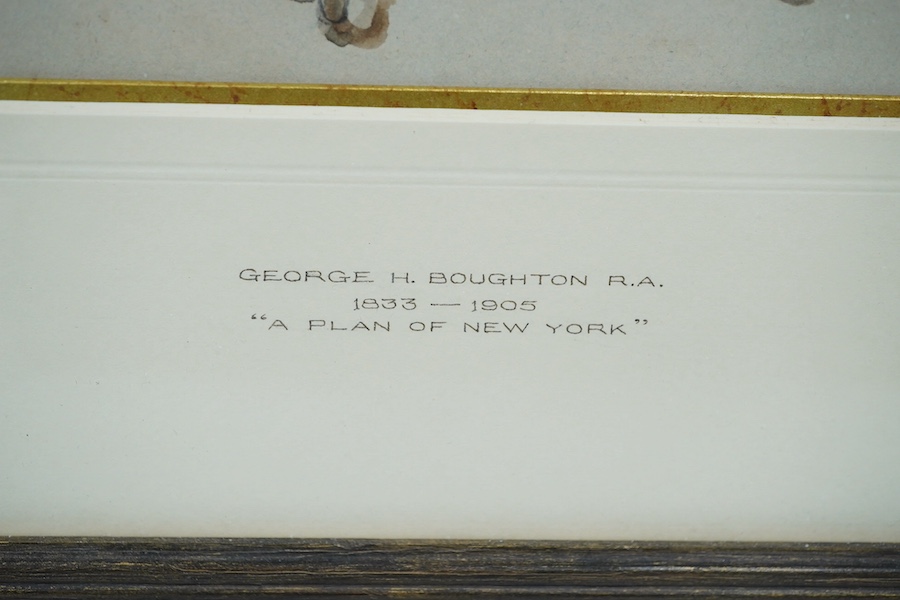 GEORGE H. BOUGHTON R.A.
1833 — 1905
“A PLAN OF NEW YORK”